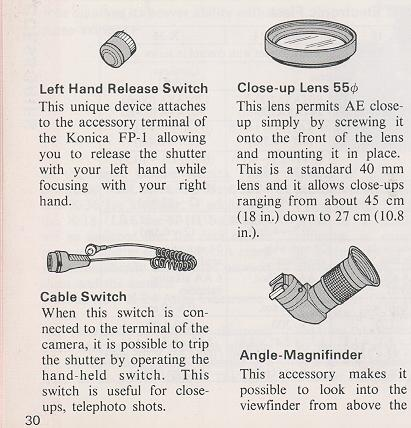 Left Hand Release Switch
This unique device attaches
to the accessory terminal of
the Konica FP-1 allowing
you to release the shutter
with your left hand while
focusing with your right
hand.
Cable Switch
When this switch is con-
nected to the terminal of the
camera, it is possible to trip
the shutter by operating the
hand-held switch. This
switch is useful for close-
ups, telephoto shots.
Close-up Lens 55ϕ
This lens permits AE close-
up simply by screwing it
onto the front of the lens
and mounting it in place.
This is a standard 40 mm
lens and it allows close-ups
ranging from about 45 cm
(18 in.) down to 27 cm (10.8
in.).
Angle-Magnifinder
This accessory makes it
possible to look into the
viewfinder from above the
30